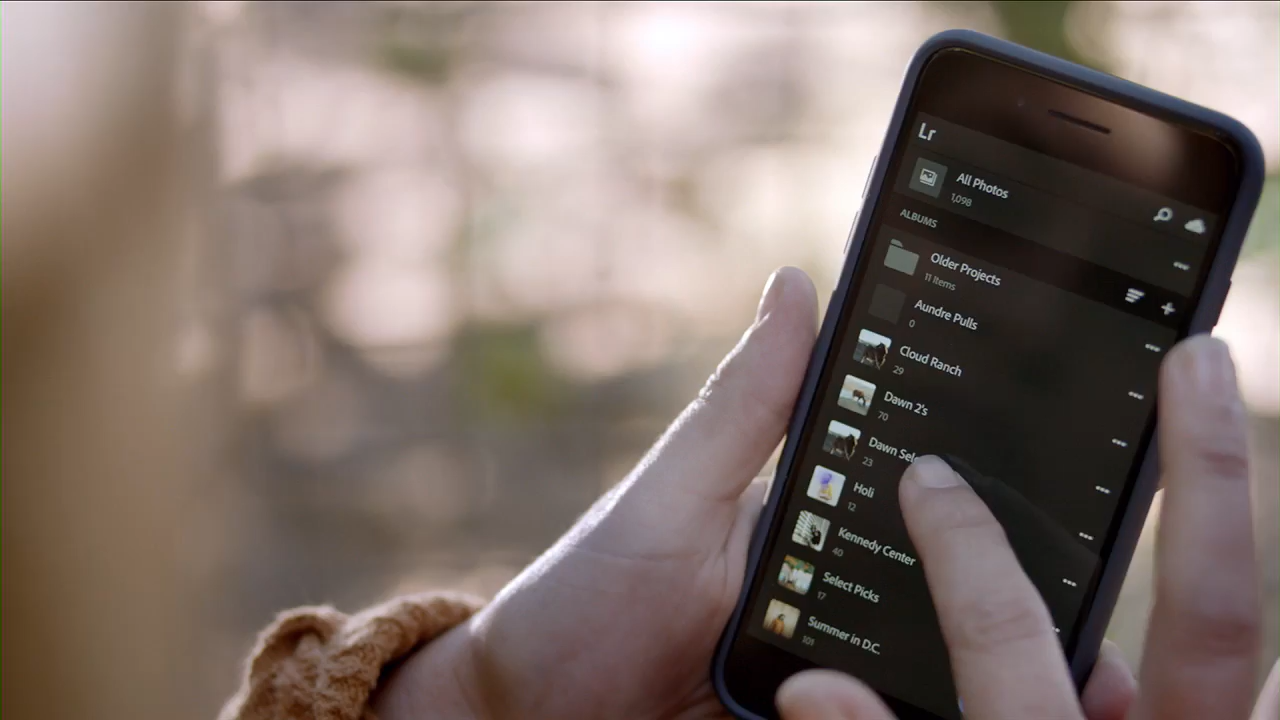 Lr
All Photos
1,098
ALBUMS
Older Projects
11 Items
Aundre Pulls
0
Cloud Ranch
29
Dawn 2's
70
Dawn
23
Holi
12
Kennedy Center
40
Select Picks
17
Summer in D.C.